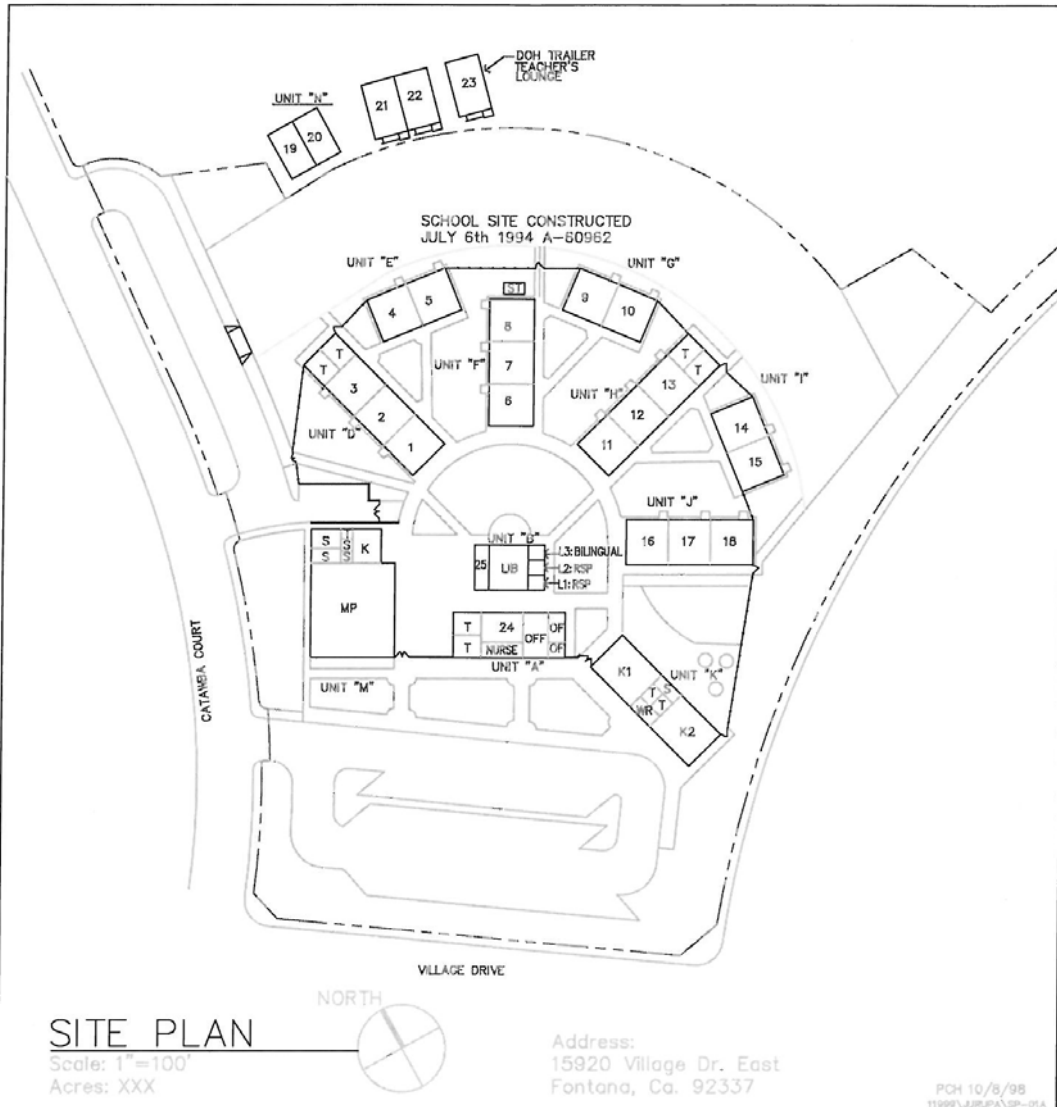 DOH TRAILER
TEACHER'S
LOUNGE
UNIT "N"
19
20
21
22
23
SCHOOL SITE CONSTRUCTED
JULY 6th 1994 A-60962
UNIT "E"
4
5
ST
UNIT "G"
9
10
T
T
3
2
1
UNIT "D"
UNIT "F"
8
7
6
UNIT "H"
T
T
13
12
11
UNIT "I"
14
15
UNIT "J"
16
17
18
UNIT "B"
25
LIB
L3: BILINGUAL
L2: RSP
L1: RSP
S
T
S
K
S
S
MP
T
24
OFF
OF
T
NURSE
OF
UNIT "A"
UNIT "M"
K1
UNIT "K"
T
S
WR
T
K2
CATAWBA COURT
VILLAGE DRIVE
NORTH
SITE PLAN
Scale: 1"=100'
Acres: XXX
Address:
15920 Village Dr. East
Fontana, Ca. 92337
PCH 10/8/98